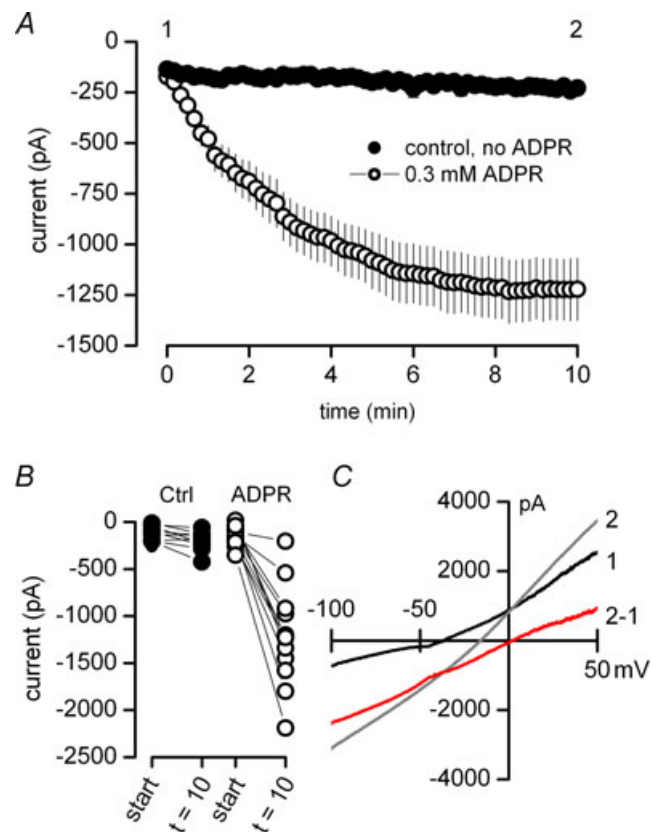 A
1
2
0
-250
-500
-750
-1000
-1250
-1500
current (pA)
control, no ADPR
0.3 mM ADPR
0 2 4 6 8 10
time (min)
B
Ctrl ADPR
0
-500
-1000
-1500
-2000
-2500
current (pA)
start
t = 10
start
t = 10
C
4000
pA
2000
-2000
-4000
-100
-50
50 mV
2
1
2-1